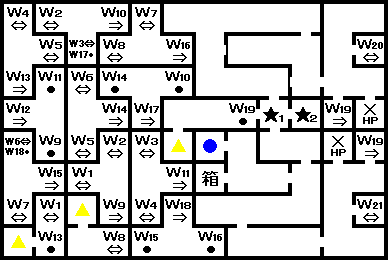 W4 W2 W10 W7
⇔ ⇔ ⇒ ⇔
W5 W3⇔ W8 W16 W20
⇔ W17● ⇔ ⇒ ⇔
W13 W11 W6 W14 W10
⇒ ● ⇔ ● ●
W12 W14 W17 W19 ★1 ★2 W19 ×
⇒ ⇒ ⇒ ● ⇒ HP
W6⇔ W9 W5 W2 W3 × W19
W18● ● ⇔ ⇔ ⇔ ▲ ● HP ⇒
W15 W1 W11 箱
⇒ ⇔ ⇒
W7 W1 W9 W4 W18 W21
⇔ ⇔ ▲ ⇒ ⇔ ⇒ ⇔
W13 W8 W15 W16
▲ ● ⇔ ● ●